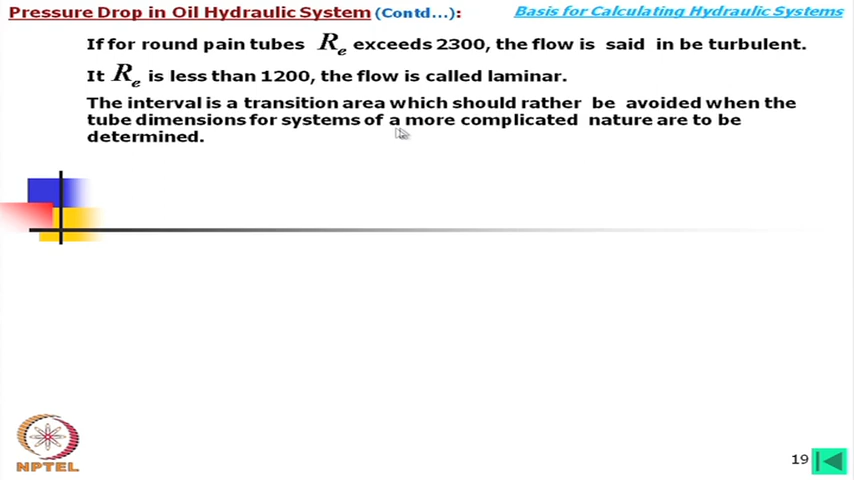 Pressure Drop in Oil Hydraulic System (Contd...):
Basis for Calculating Hydraulic Systems
If for round pain tubes Re exceeds 2300, the flow is said in be turbulent.
It Re is less than 1200, the flow is called laminar.
The interval is a transition area which should rather be avoided when the
tube dimensions for systems of a more complicated nature are to be
determined.
NPTEL
19